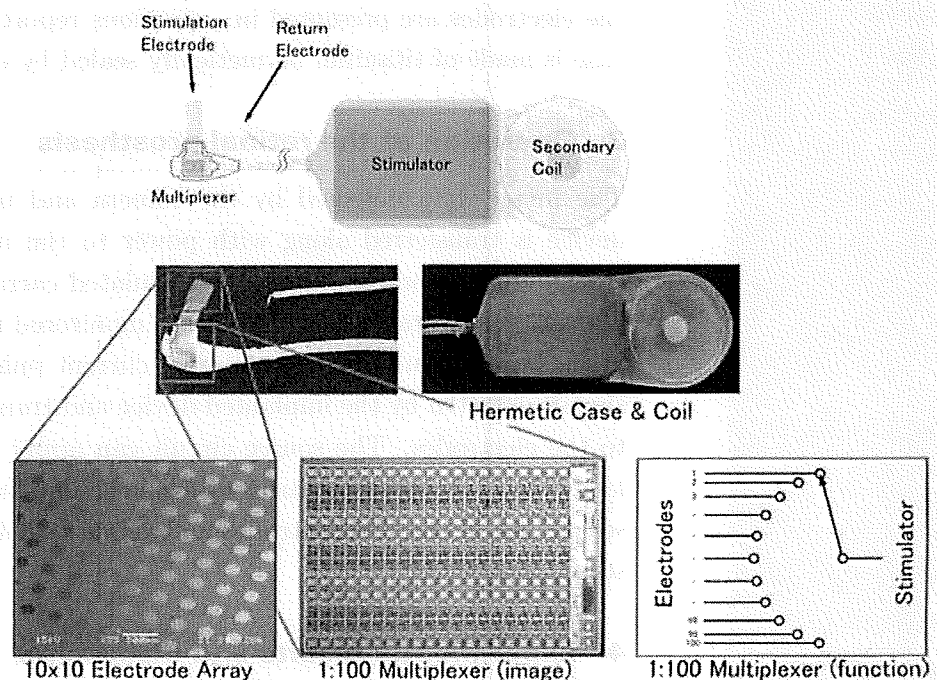 Stimulation
Electrode
Return
Electrode
Multiplexer
Stimulator
Secondary
Coil
Hermetic Case & Coil
Electrodes
Stimulator
10x10 Electrode Array
1:100 Multiplexer (image)
1:100 Multiplexer (function)